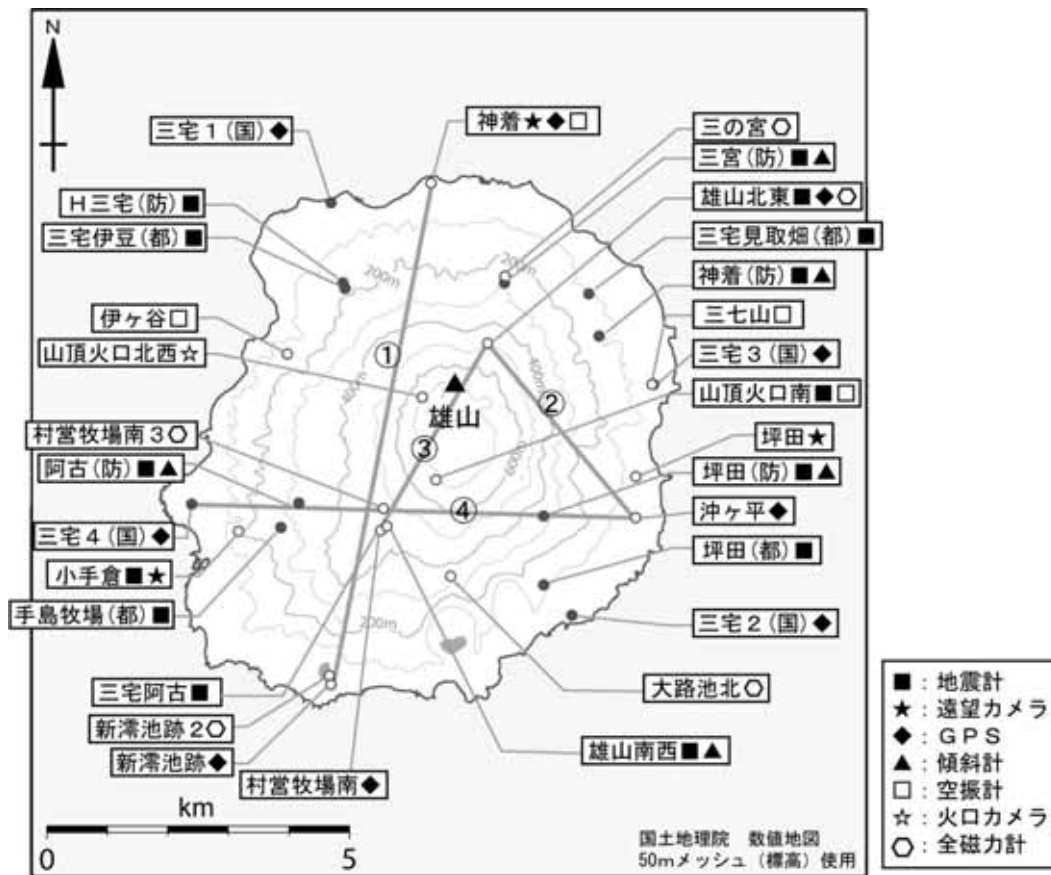 N
三宅1(国)◆
神着★◆□
三の宮⬡
三宮(防)■▲
H三宅(防)■
雄山北東■◆⬡
三宅伊豆(都)■
三宅見取畑(都)■
200m
200m
神着(防)■▲
伊ヶ谷□
三七山□
山頂火口北西☆
①
400m
400m
三宅3(国)◆
②
雄山
山頂火口南■□
村営牧場南3⬡
③
600m
坪田★
阿古(防)■▲
坪田(防)■▲
④
三宅4(国)◆
沖ヶ平◆
小手倉■★
坪田(都)■
手島牧場(都)■
200m
三宅2(国)◆
三宅阿古■
大路池北⬡
新澪池跡2⬡
雄山南西■▲
新澪池跡◆
村営牧場南◆
km
0
5
国土地理院 数値地図
50mメッシュ(標高)使用
■:地震計
★:遠望カメラ
◆:GPS
▲:傾斜計
□:空振計
☆:火口カメラ
⬡:全磁力計